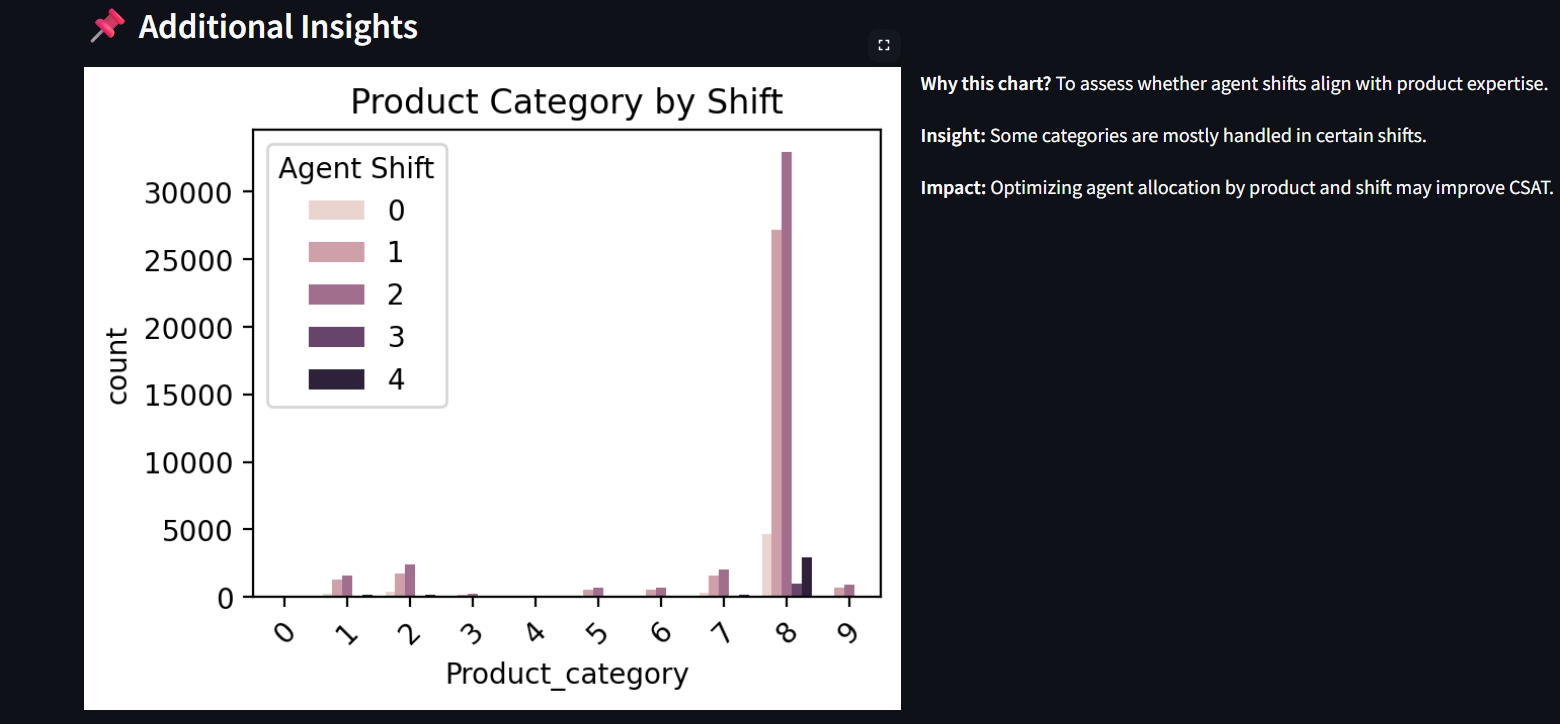 📌 Additional Insights
Product Category by Shift
Agent Shift
0
1
2
3
4
30000
25000
20000
15000
10000
5000
0
count
0 1 2 3 4 5 6 7 8 9
Product_category
Why this chart? To assess whether agent shifts align with product expertise.
Insight: Some categories are mostly handled in certain shifts.
Impact: Optimizing agent allocation by product and shift may improve CSAT.